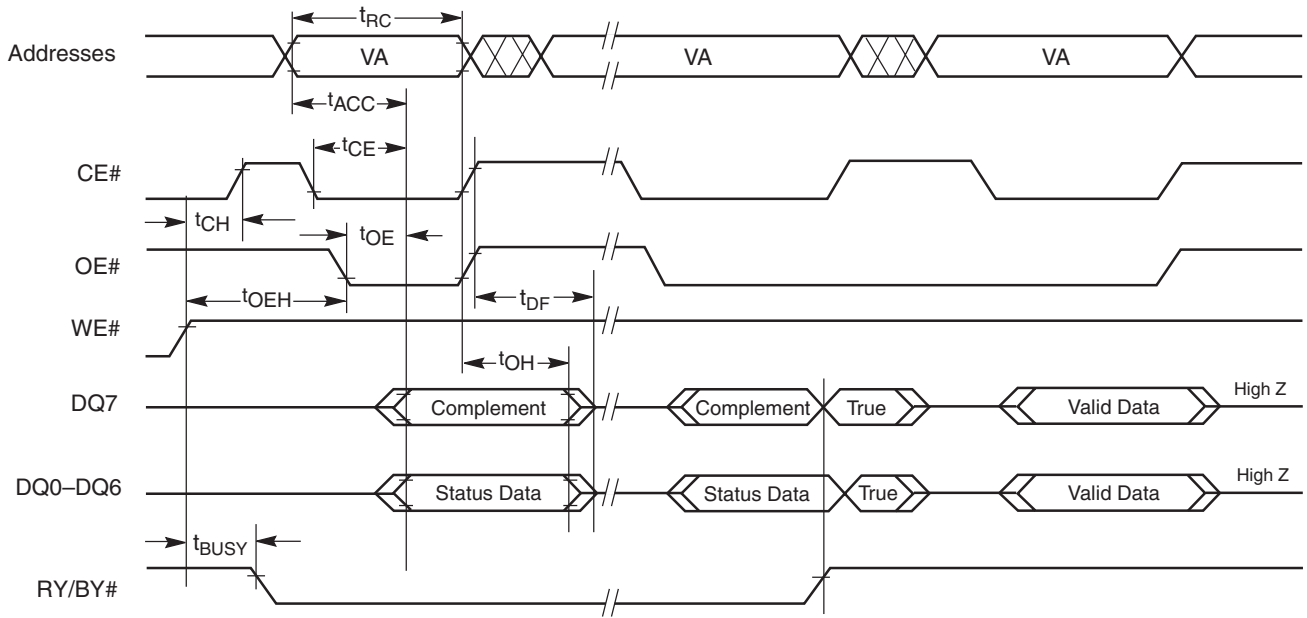 tRC
Addresses VA VA VA
tACC
tCE
CE#
tCH tOE
OE#
tOEH tDF
WE#
tOH
DQ7 Complement Complement True Valid Data High Z
DQ0–DQ6 Status Data Status Data True Valid Data High Z
tBUSY
RY/BY#